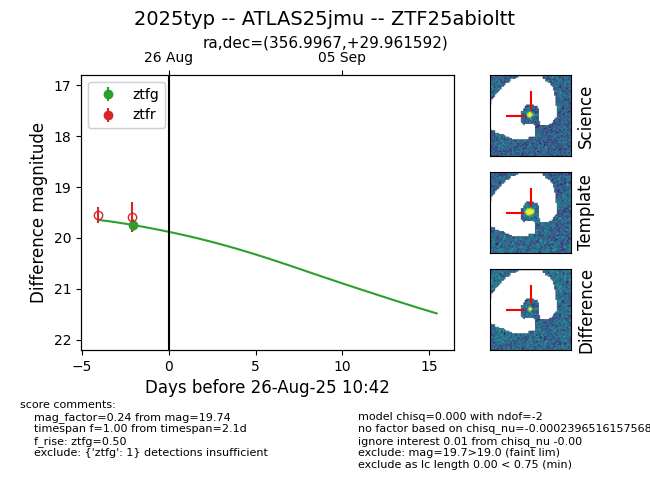 2025typ -- ATLAS25jmu -- ZTF25abioltt
ra,dec=(356.9967,+29.961592)
26 Aug
05 Sep
17
18
19
20
21
22
Difference magnitude
ztfg
ztfr
−5
0
5
10
15
Days before 26-Aug-25 10:42
Science
Template
Difference
score comments:
mag_factor=0.24 from mag=19.74
timespan f=1.00 from timespan=2.1d
f_rise: ztfg=0.50
exclude: {'ztfg': 1} detections insufficient
model chisq=0.000 with ndof=-2
no factor based on chisq_nu=-0.0002396516157568
ignore interest 0.01 from chisq_nu -0.00
exclude: mag=19.7>19.0 (faint lim)
exclude as lc length 0.00 < 0.75 (min)